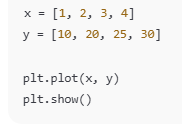 x = [1, 2, 3, 4]
y = [10, 20, 25, 30]
plt.plot(x, y)
plt.show()